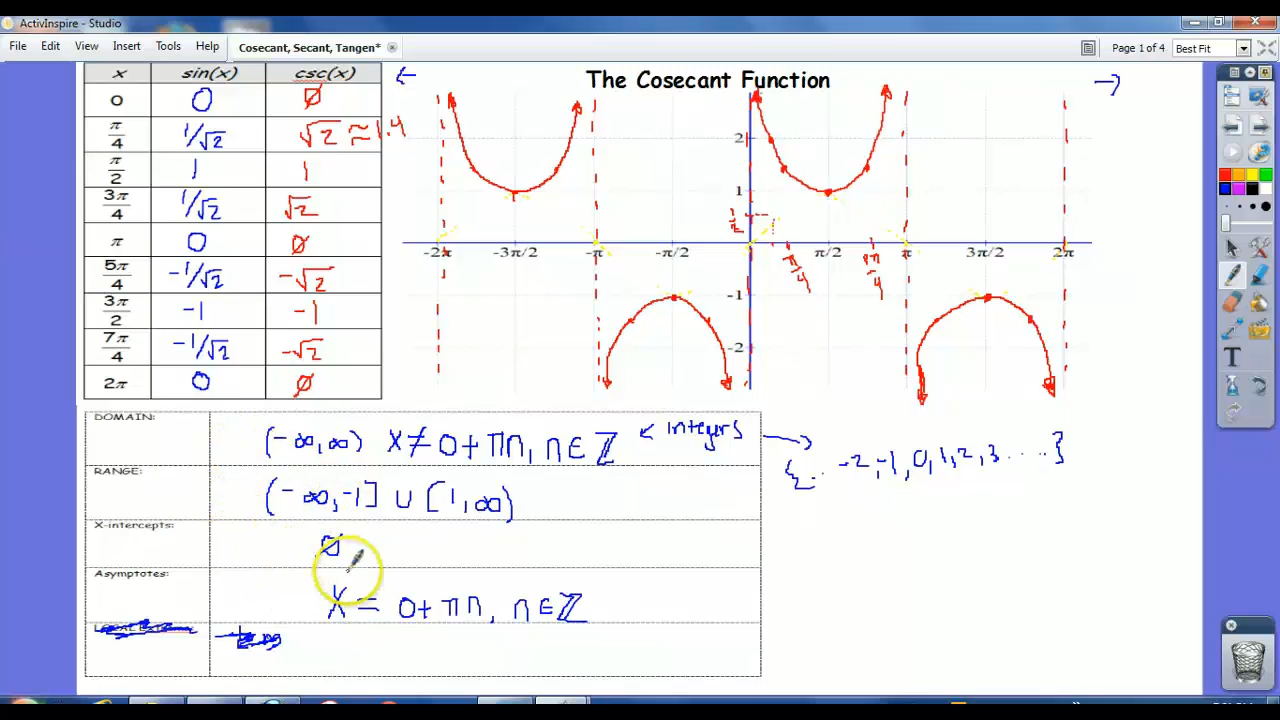 ActivInspire - Studio
File Edit View Insert Tools Help Cosecant, Secant, Tangen* Page 1 of 4 Best Fit
The Cosecant Function
x sin(x) csc(x)
0 0 Ø
π/4 1/√2 √2 ≈ 1.4
π/2 1 1
3π/4 1/√2 √2
π 0 Ø
5π/4 -1/√2 -√2
3π/2 -1 -1
7π/4 -1/√2 -√2
2π 0 Ø
2
1
-2π -3π/2 -π -π/2 π/2 π 3π/2 2π
-1
-2
DOMAIN: (-∞,∞) X≠0+πn, n∈ℤ ← integers → {.. -2,-1,0,1,2,3.....}
RANGE: (-∞,-1] ∪ [1,∞)
X-intercepts: Ø
Asymptotes: X = 0+πn, n∈ℤ